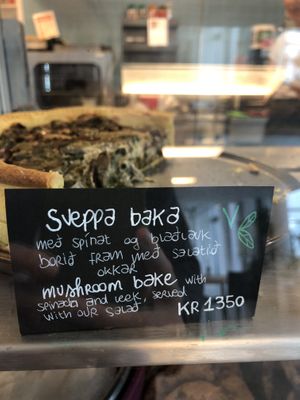 Sveppa baka
með spínat og blaðlauk
borið fram með salatið
okkar
mushroom bake with
spinach and leek, served
with our salad
KR 1350
V